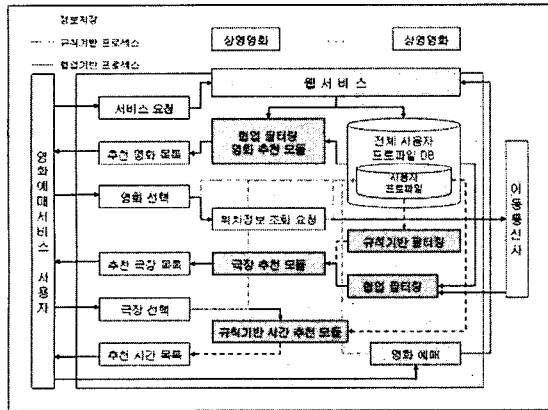 정보저장
규칙기반 프로세스
협업기반 프로세스
상영영화
상영영화
웹 서비스
서비스 요청
추천 영화 목록
협업 필터링
영화 추천 모듈
전체 사용자
프로파일 DB
사용자
프로파일
영화 선택
위치정보 조회 요청
영화예매서비스 사용자
이동통신사
규칙기반 필터링
추천 극장 목록
극장 추천 모듈
협업 필터링
극장 선택
규칙기반 시간 추천 모듈
추천 시간 목록
영화 예매